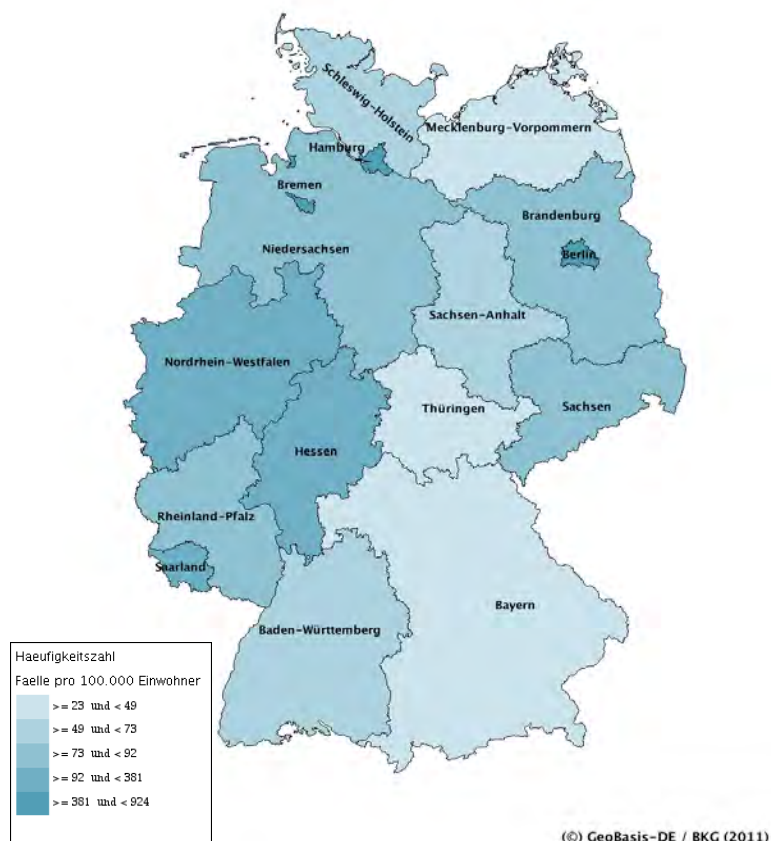 Schleswig-Holstein
Mecklenburg-Vorpommern
Hamburg
Bremen
Brandenburg
Berlin
Niedersachsen
Sachsen-Anhalt
Nordrhein-Westfalen
Thüringen
Sachsen
Hessen
Rheinland-Pfalz
Saarland
Bayern
Baden-Württemberg
Haeufigkeitszahl
Faelle pro 100.000 Einwohner
>= 23 und < 49
>= 49 und < 73
>= 73 und < 92
>= 92 und < 381
>= 381 und < 924
(©) GeoBasis-DE / BKG (2011)